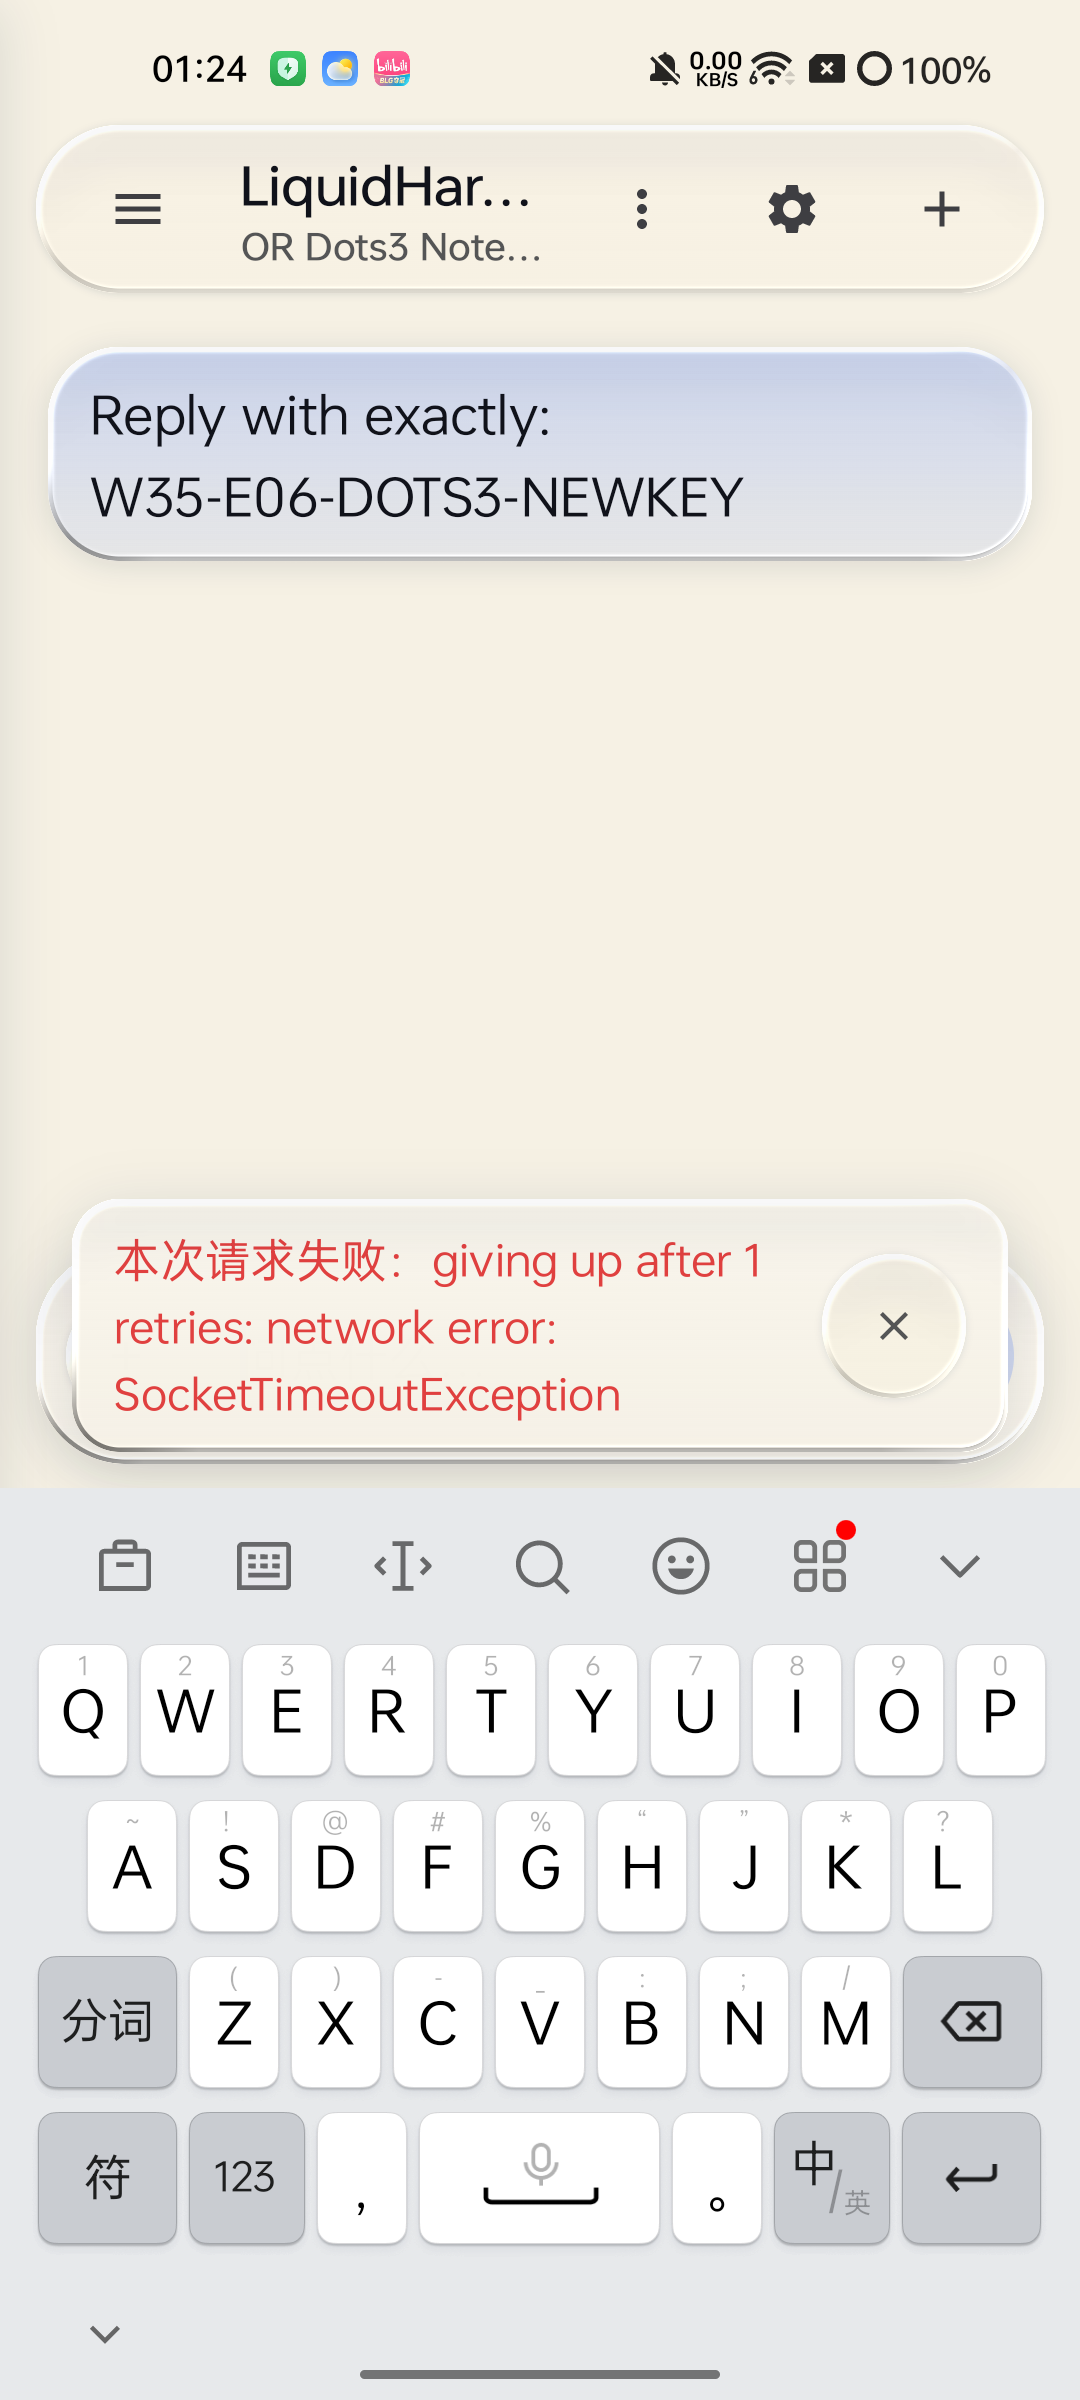 01:24
0.00
KB/S
6
100%
LiquidHar...
OR Dots3 Note...
Reply with exactly:
W35-E06-DOTS3-NEWKEY
本次请求失败：giving up after 1
retries: network error:
SocketTimeoutException
1 2 3 4 5 6 7 8 9 0
Q W E R T Y U I O P
~ ! @ # % “ ” * ?
A S D F G H J K L
( ) - _ : ; /
分词 Z X C V B N M
符 123 ， 。 中/英